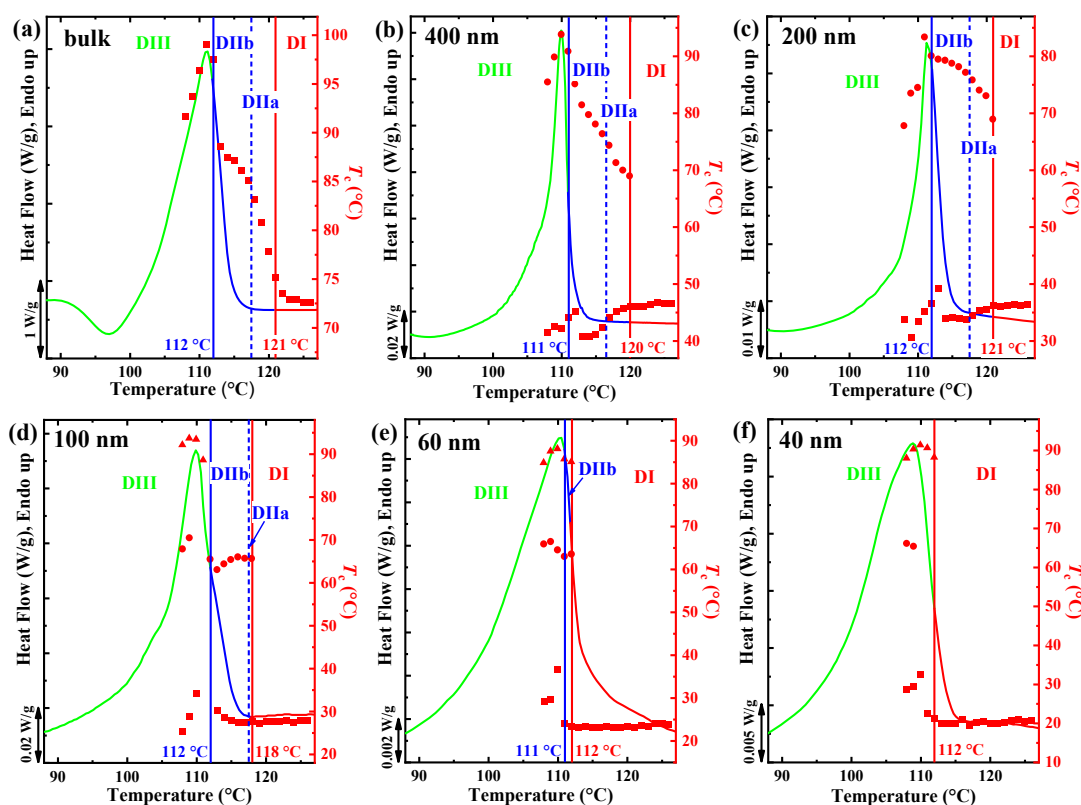 (a) bulk
DIII
DIIb
DI
DIIa
Heat Flow (W/g), Endo up
1 W/g
112 °C
121 °C
90 100 110 120
Temperature (°C)
100
95
90
85
80
75
70
Tc (°C)
(b) 400 nm
DIII
DIIb
DI
DIIa
Heat Flow (W/g), Endo up
0.02 W/g
111 °C
120 °C
90 100 110 120
Temperature (°C)
90
80
70
60
50
40
Tc (°C)
(c) 200 nm
DIII
DIIb
DI
DIIa
Heat Flow (W/g), Endo up
0.01 W/g
112 °C
121 °C
90 100 110 120
Temperature (°C)
80
70
60
50
40
30
Tc (°C)
(d) 100 nm
DIII
DIIb
DI
DIIa
Heat Flow (W/g), Endo up
0.02 W/g
112 °C
118 °C
90 100 110 120
Temperature (°C)
90
80
70
60
50
40
30
20
Tc (°C)
(e) 60 nm
DIII
DIIb
DI
Heat Flow (W/g), Endo up
0.002 W/g
111 °C
112 °C
90 100 110 120
Temperature (°C)
90
80
70
60
50
40
30
20
Tc (°C)
(f) 40 nm
DIII
DI
Heat Flow (W/g), Endo up
0.005 W/g
112 °C
90 100 110 120
Temperature (°C)
90
80
70
60
50
40
30
20
10
Tc (°C)